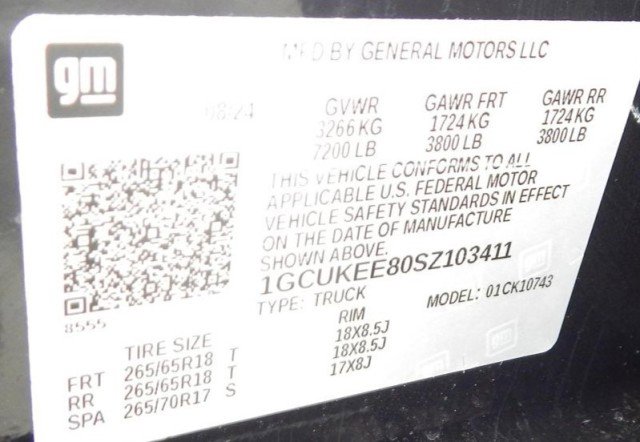 gm
MFD BY GENERAL MOTORS LLC
08/24
GVWR GAWR FRT GAWR RR
3266 KG 1724 KG 1724 KG
7200 LB 3800 LB 3800 LB
THIS VEHICLE CONFORMS TO ALL
APPLICABLE U.S. FEDERAL MOTOR
VEHICLE SAFETY STANDARDS IN EFFECT
ON THE DATE OF MANUFACTURE
SHOWN ABOVE.
1GCUKEE80SZ103411
TYPE: TRUCK MODEL: 01CK10743
8555
TIRE SIZE RIM
FRT 265/65R18 T 18X8.5J
RR 265/65R18 T 18X8.5J
SPA 265/70R17 S 17X8J